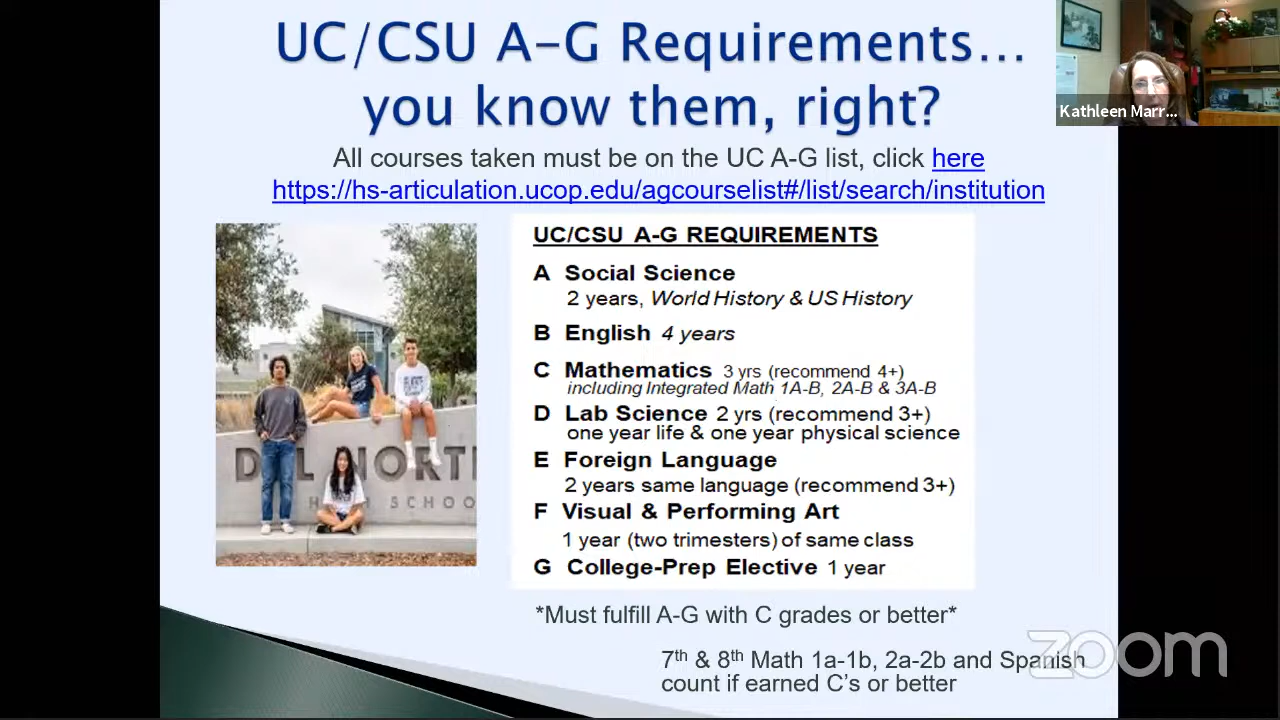 UC/CSU A-G Requirements...
you know them, right?
Kathleen Marr...
All courses taken must be on the UC A-G list, click here
https://hs-articulation.ucop.edu/agcourselist#/list/search/institution
UC/CSU A-G REQUIREMENTS
A Social Science
2 years, World History & US History
B English 4 years
C Mathematics 3 yrs (recommend 4+)
including Integrated Math 1A-B, 2A-B & 3A-B
D Lab Science 2 yrs (recommend 3+)
one year life & one year physical science
E Foreign Language
2 years same language (recommend 3+)
F Visual & Performing Art
1 year (two trimesters) of same class
G College-Prep Elective 1 year
DEL NORTE
HIGH SCHOOL
*Must fulfill A-G with C grades or better*
7th & 8th Math 1a-1b, 2a-2b and Spanish
count if earned C's or better
zoom